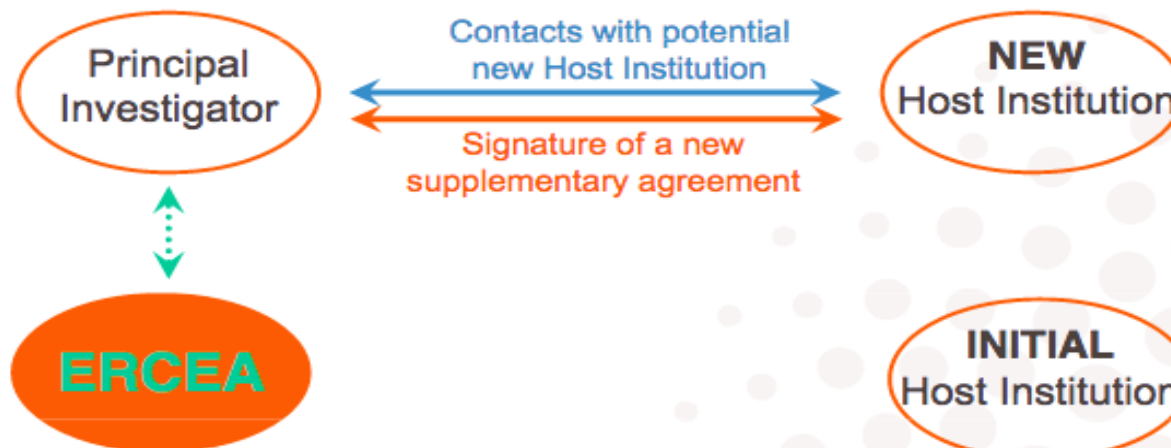 Principal
Investigator
Contacts with potential
new Host Institution
Signature of a new
supplementary agreement
NEW
Host Institution
ERCEA
INITIAL
Host Institution